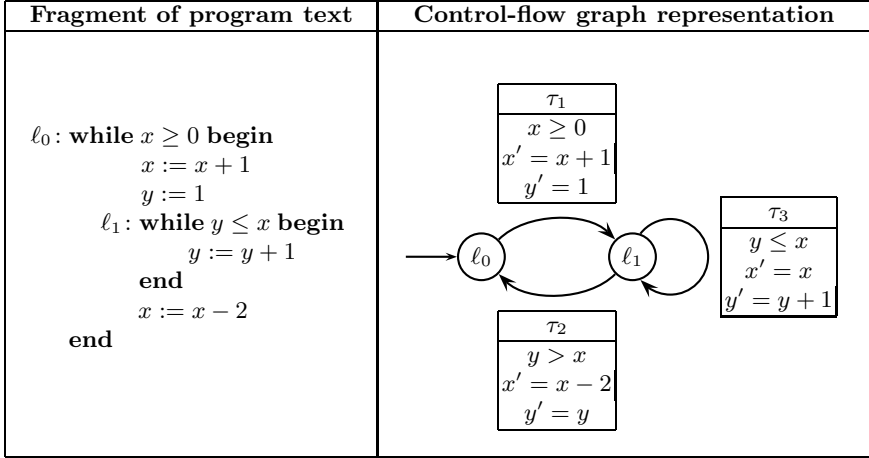 Fragment of program text
Control-flow graph representation
ℓ₀: while x ≥ 0 begin
x := x + 1
y := 1
ℓ₁: while y ≤ x begin
y := y + 1
end
x := x − 2
end
τ₁
x ≥ 0
x′ = x + 1
y′ = 1
ℓ₀
ℓ₁
τ₃
y ≤ x
x′ = x
y′ = y + 1
τ₂
y > x
x′ = x − 2
y′ = y